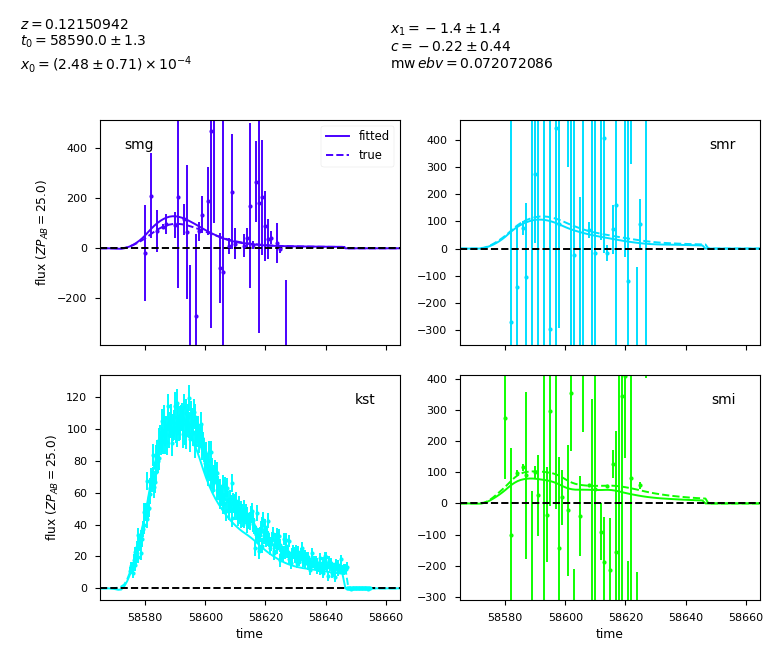 z = 0.12150942
t₀ = 58590.0 ± 1.3
x₀ = (2.48 ± 0.71) × 10⁻⁴
x₁ = −1.4 ± 1.4
c = −0.22 ± 0.44
mw ebv = 0.072072086
smg
fitted
true
400
200
0
−200
flux (ZP_AB = 25.0)
smr
400
300
200
100
0
−100
−200
−300
kst
120
100
80
60
40
20
0
flux (ZP_AB = 25.0)
58580 58600 58620 58640 58660
time
smi
400
300
200
100
0
−100
−200
−300
58580 58600 58620 58640 58660
time